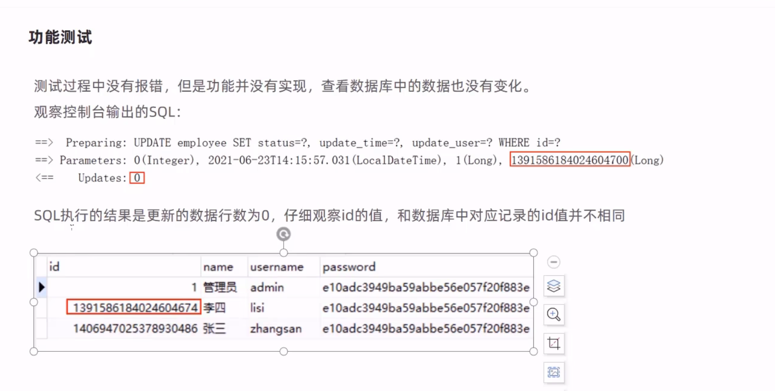 功能测试
测试过程中没有报错，但是功能并没有实现，查看数据库中的数据也没有变化。
观察控制台输出的SQL：
==>  Preparing: UPDATE employee SET status=?, update_time=?, update_user=? WHERE id=?
==> Parameters: 0(Integer), 2021-06-23T14:15:57.031(LocalDateTime), 1(Long), 1391586184024604700(Long)
<==    Updates: 0
SQL执行的结果是更新的数据行数为0，仔细观察id的值，和数据库中对应记录的id值并不相同
id name username password
1 管理员 admin e10adc3949ba59abbe56e057f20f883e
1391586184024604674 李四 lisi e10adc3949ba59abbe56e057f20f883e
1406947025378930486 张三 zhangsan e10adc3949ba59abbe56e057f20f883e